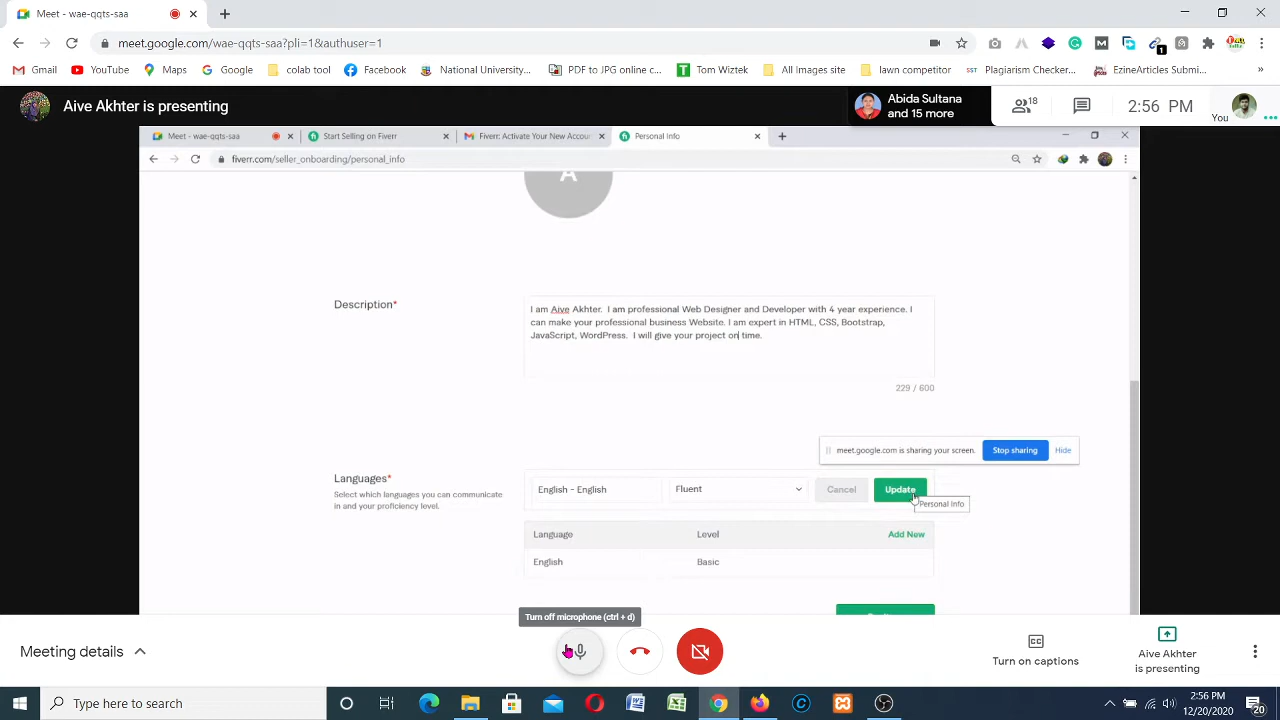 Meet - wae-qqts-saa
meet.google.com/wae-qqts-saa?pli=1&authuser=1
1
Gmail
YouTube
Maps
Google
colab tool
Facebook
National University...
PDF to JPG online c...
Tom Wiztek
All Images site
lawn competor
SST
Plagiarism Checker...
EzineArticles Submi...
»
Aive Akhter is presenting
Abida Sultana
and 15 more
18
2:56 PM
You
Meet - wae-qqts-saa
Start Selling on Fiverr
Fiverr: Activate Your New Accou
Personal Info
fiverr.com/seller_onboarding/personal_info
A
Description*
I am Aive Akhter. I am professional Web Designer and Developer with 4 year experience. I
can make your professional business Website. I am expert in HTML, CSS, Bootstrap,
JavaScript, WordPress. I will give your project on time.
229 / 600
meet.google.com is sharing your screen.
Stop sharing
Hide
Languages*
Select which languages you can communicate
in and your proficiency level.
English - English
Fluent
Cancel
Update
Personal Info
Language
Level
Add New
English
Basic
Turn off microphone (ctrl + d)
Meeting details
CC
Turn on captions
Aive Akhter
is presenting
Type here to search
2:56 PM
12/20/2020
20